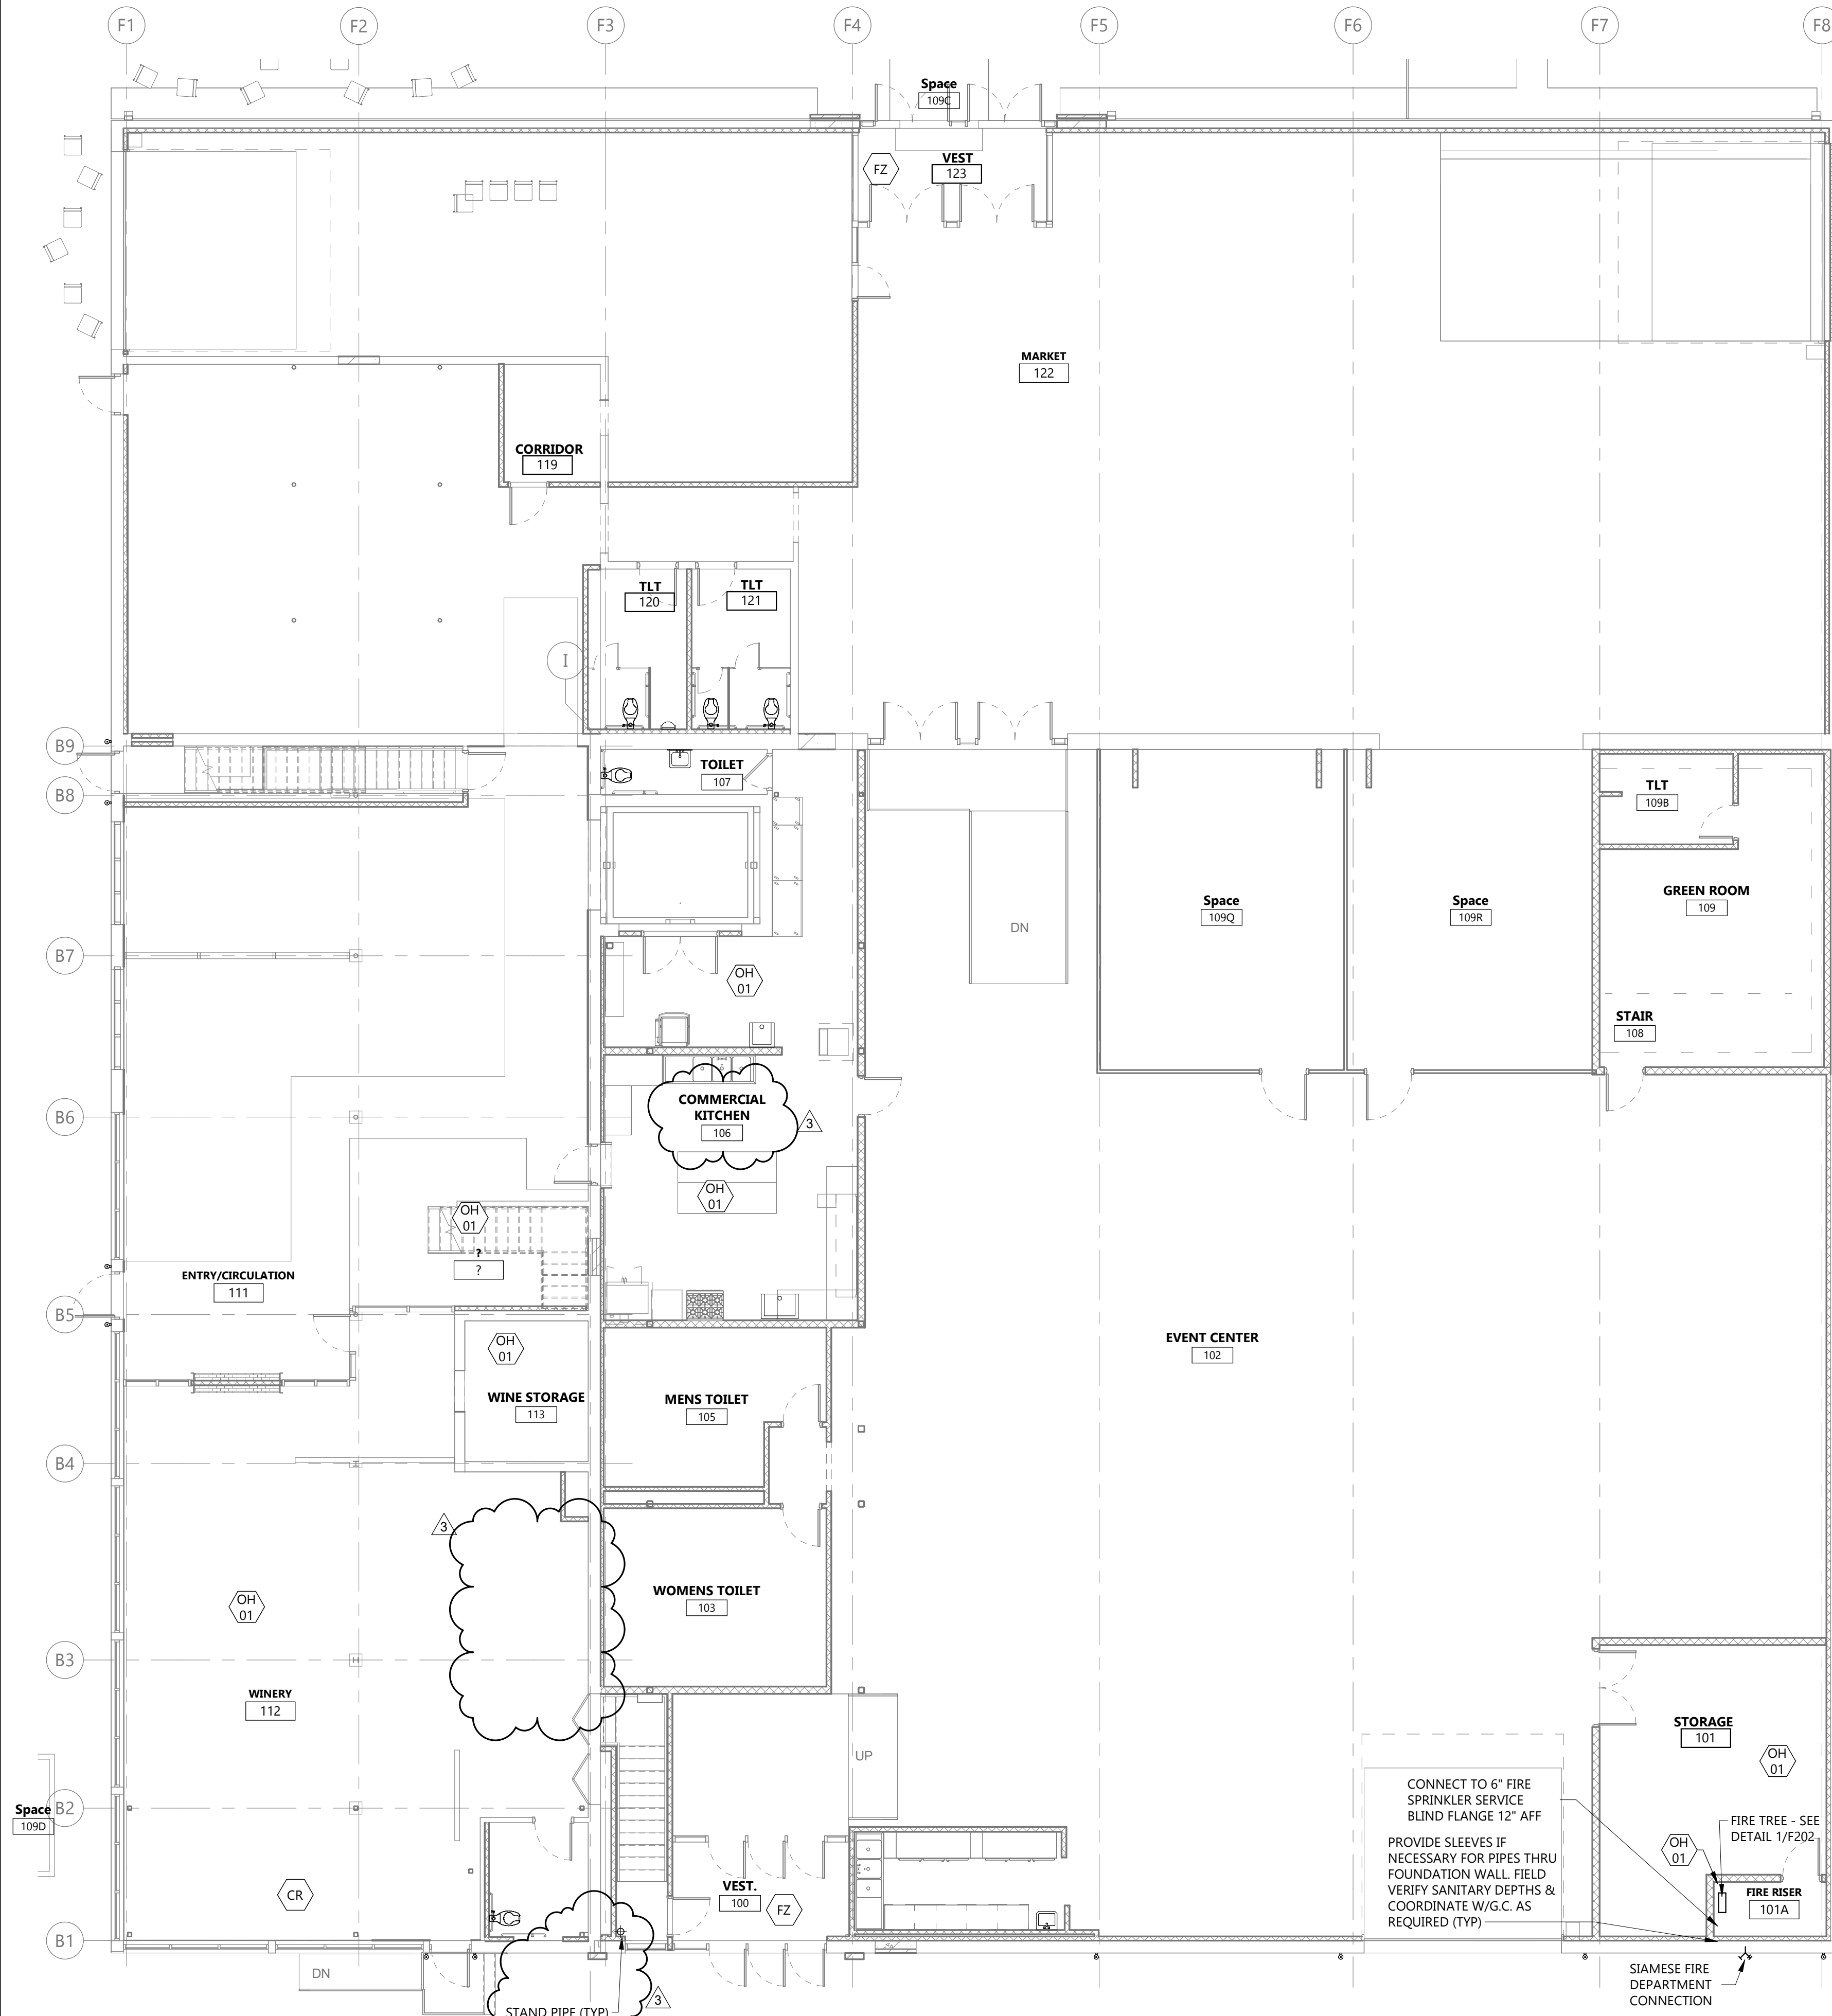 F1
F2
F3
F4
F5
F6
F7
F8
Space
109C
FZ
VEST
123
MARKET
122
CORRIDOR
119
TLT
120
TLT
121
I
B9
B8
TOILET
107
TLT
109B
GREEN ROOM
109
Space
109Q
Space
109R
DN
B7
OH
01
STAIR
108
COMMERCIAL
KITCHEN
106
3
B6
OH
01
OH
01
?
?
ENTRY/CIRCULATION
111
B5
OH
01
EVENT CENTER
102
WINE STORAGE
113
MENS TOILET
105
B4
3
WOMENS TOILET
103
OH
01
B3
WINERY
112
STORAGE
101
OH
01
UP
CONNECT TO 6" FIRE
SPRINKLER SERVICE
BLIND FLANGE 12" AFF
Space
109D
B2
FIRE TREE - SEE
DETAIL 1/F202
PROVIDE SLEEVES IF
NECESSARY FOR PIPES THRU
FOUNDATION WALL. FIELD
VERIFY SANITARY DEPTHS &
COORDINATE W/G.C. AS
REQUIRED (TYP)
OH
01
FIRE RISER
101A
CR
VEST.
100
FZ
B1
DN
SIAMESE FIRE
DEPARTMENT
CONNECTION
3
STAND PIPE (TYP)